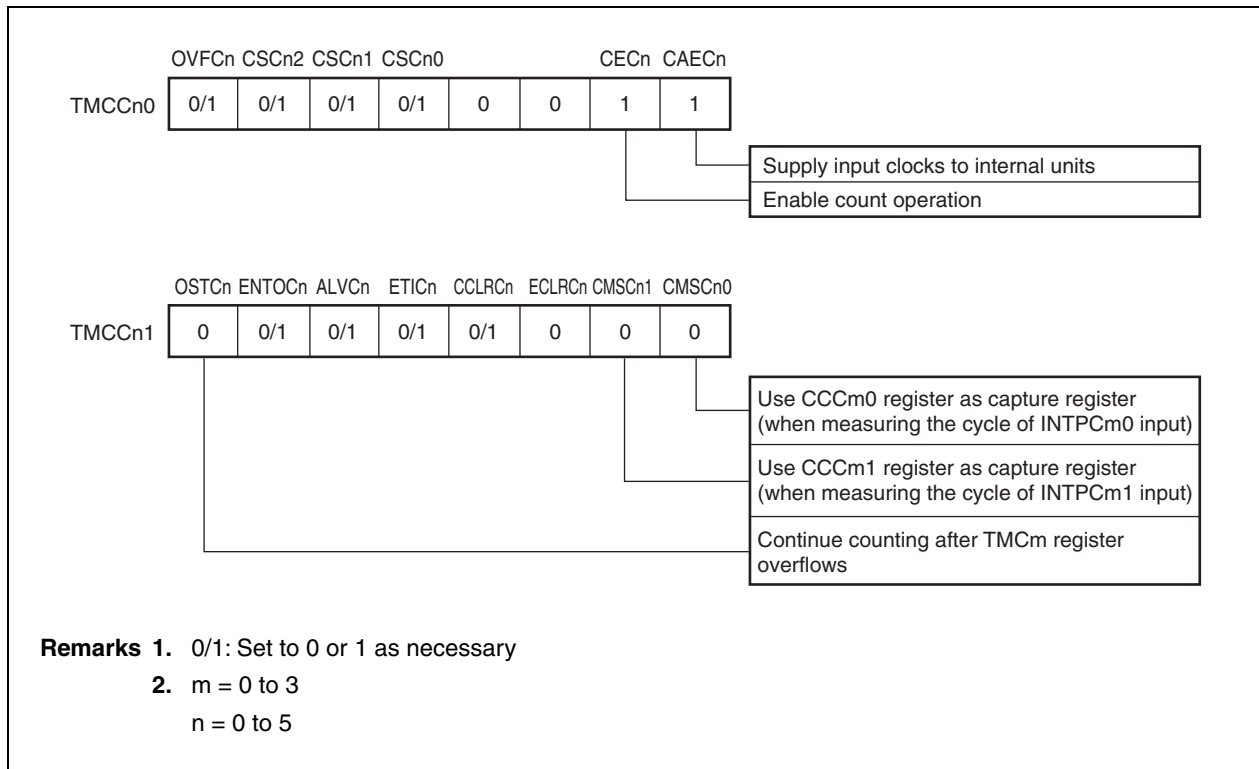 OVFCn CSCn2 CSCn1 CSCn0 CECn CAECn
TMCCn0 0/1 0/1 0/1 0/1 0 0 1 1
Supply input clocks to internal units
Enable count operation
OSTCn ENTOCn ALVCn ETICn CCLRCn ECLRCn CMSCn1 CMSCn0
TMCCn1 0 0/1 0/1 0/1 0/1 0 0 0
Use CCCm0 register as capture register
(when measuring the cycle of INTPCm0 input)
Use CCCm1 register as capture register
(when measuring the cycle of INTPCm1 input)
Continue counting after TMCm register
overflows
Remarks 1. 0/1: Set to 0 or 1 as necessary
2. m = 0 to 3
n = 0 to 5